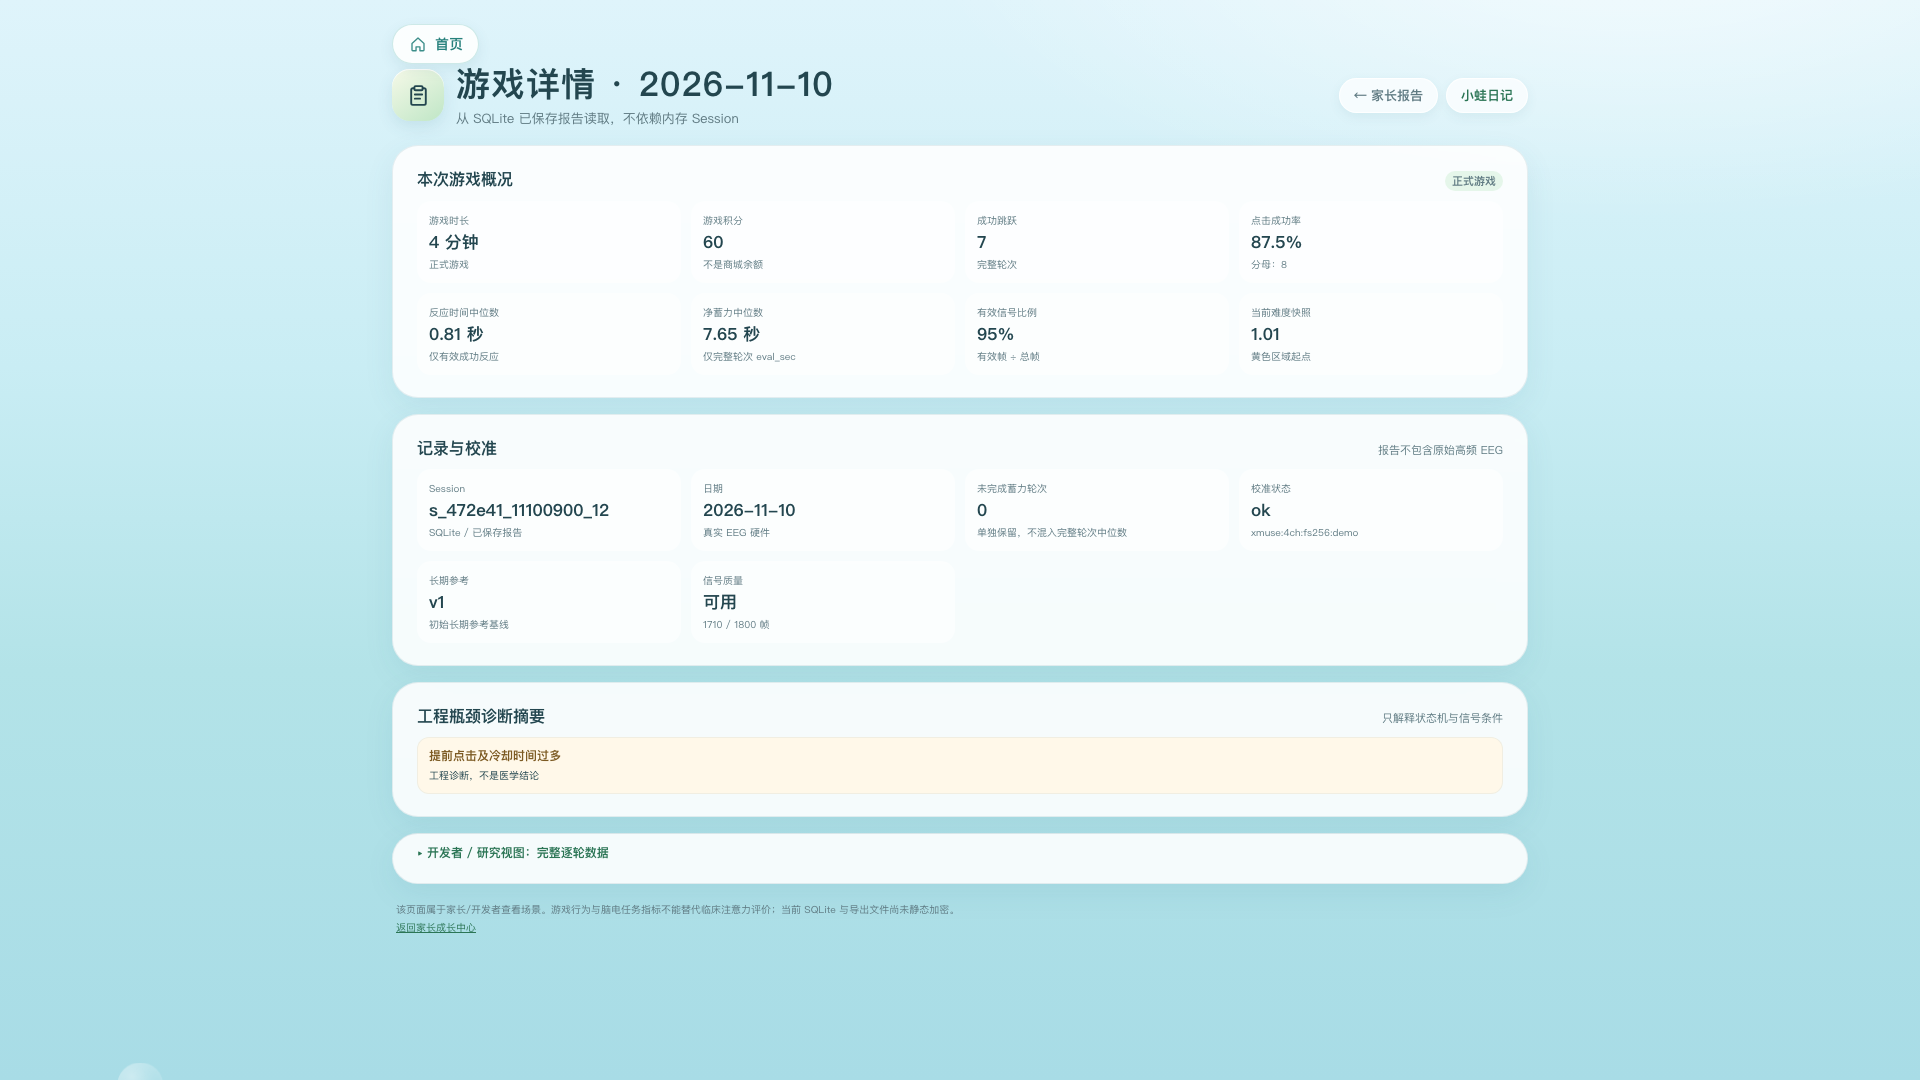 首页
游戏详情 · 2026–11–10
从 SQLite 已保存报告读取，不依赖内存 Session
← 家长报告
小蛙日记
本次游戏概况
正式游戏
游戏时长
4 分钟
正式游戏
游戏积分
60
不是商城余额
成功跳跃
7
完整轮次
点击成功率
87.5%
分母：8
反应时间中位数
0.81 秒
仅有效成功反应
净蓄力中位数
7.65 秒
仅完整轮次 eval_sec
有效信号比例
95%
有效帧 ÷ 总帧
当前难度快照
1.01
黄色区域起点
记录与校准
报告不包含原始高频 EEG
Session
s_472e41_11100900_12
SQLite / 已保存报告
日期
2026–11–10
真实 EEG 硬件
未完成蓄力轮次
0
单独保留，不混入完整轮次中位数
校准状态
ok
xmuse:4ch:fs256:demo
长期参考
v1
初始长期参考基线
信号质量
可用
1710 / 1800 帧
工程瓶颈诊断摘要
只解释状态机与信号条件
提前点击及冷却时间过多
工程诊断，不是医学结论
▸ 开发者 / 研究视图：完整逐轮数据
该页面属于家长/开发者查看场景。游戏行为与脑电任务指标不能替代临床注意力评价；当前 SQLite 与导出文件尚未静态加密。
返回家长成长中心